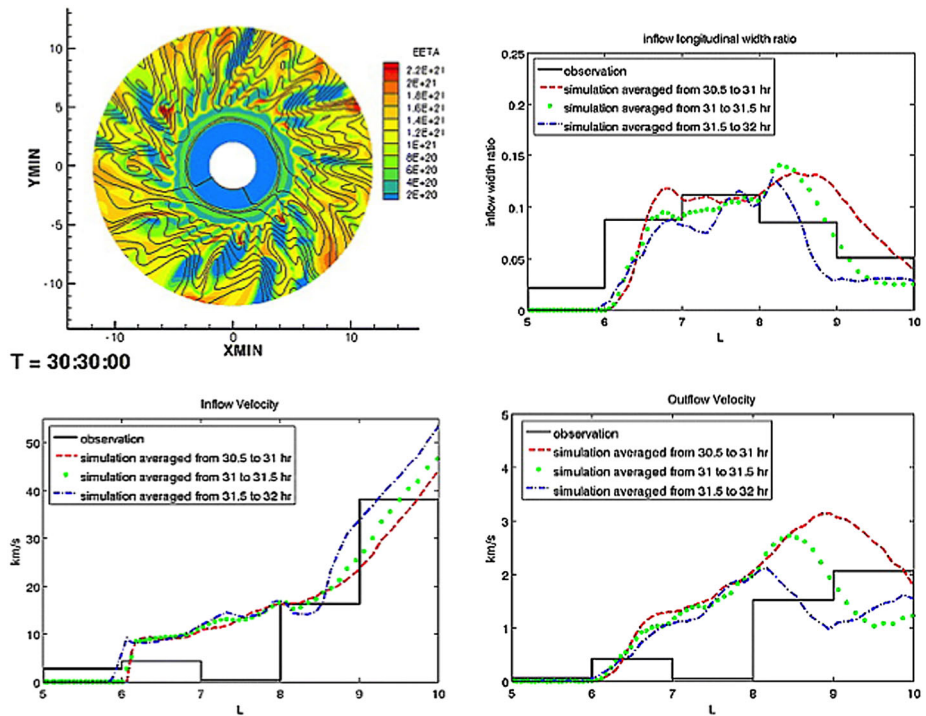 EETA
2.2E+21
2E+21
1.8E+21
1.6E+21
1.4E+21
1.2E+21
1E+21
8E+20
6E+20
4E+20
2E+20
10
5
0
-5
-10
YMIN
-10
0
10
XMIN
T = 30:30:00
inflow longitudinal width ratio
observation
simulation averaged from 30.5 to 31 hr
simulation averaged from 31 to 31.5 hr
simulation averaged from 31.5 to 32 hr
0.25
0.2
0.15
0.1
0.05
0
inflow width ratio
5 6 7 8 9 10
L
Inflow Velocity
observation
simulation averaged from 30.5 to 31 hr
simulation averaged from 31 to 31.5 hr
simulation averaged from 31.5 to 32 hr
50
40
30
20
10
0
km/s
5 6 7 8 9 10
L
Outflow Velocity
observation
simulation averaged from 30.5 to 31 hr
simulation averaged from 31 to 31.5 hr
simulation averaged from 31.5 to 32 hr
5
4
3
2
1
0
km/s
5 6 7 8 9 10
L